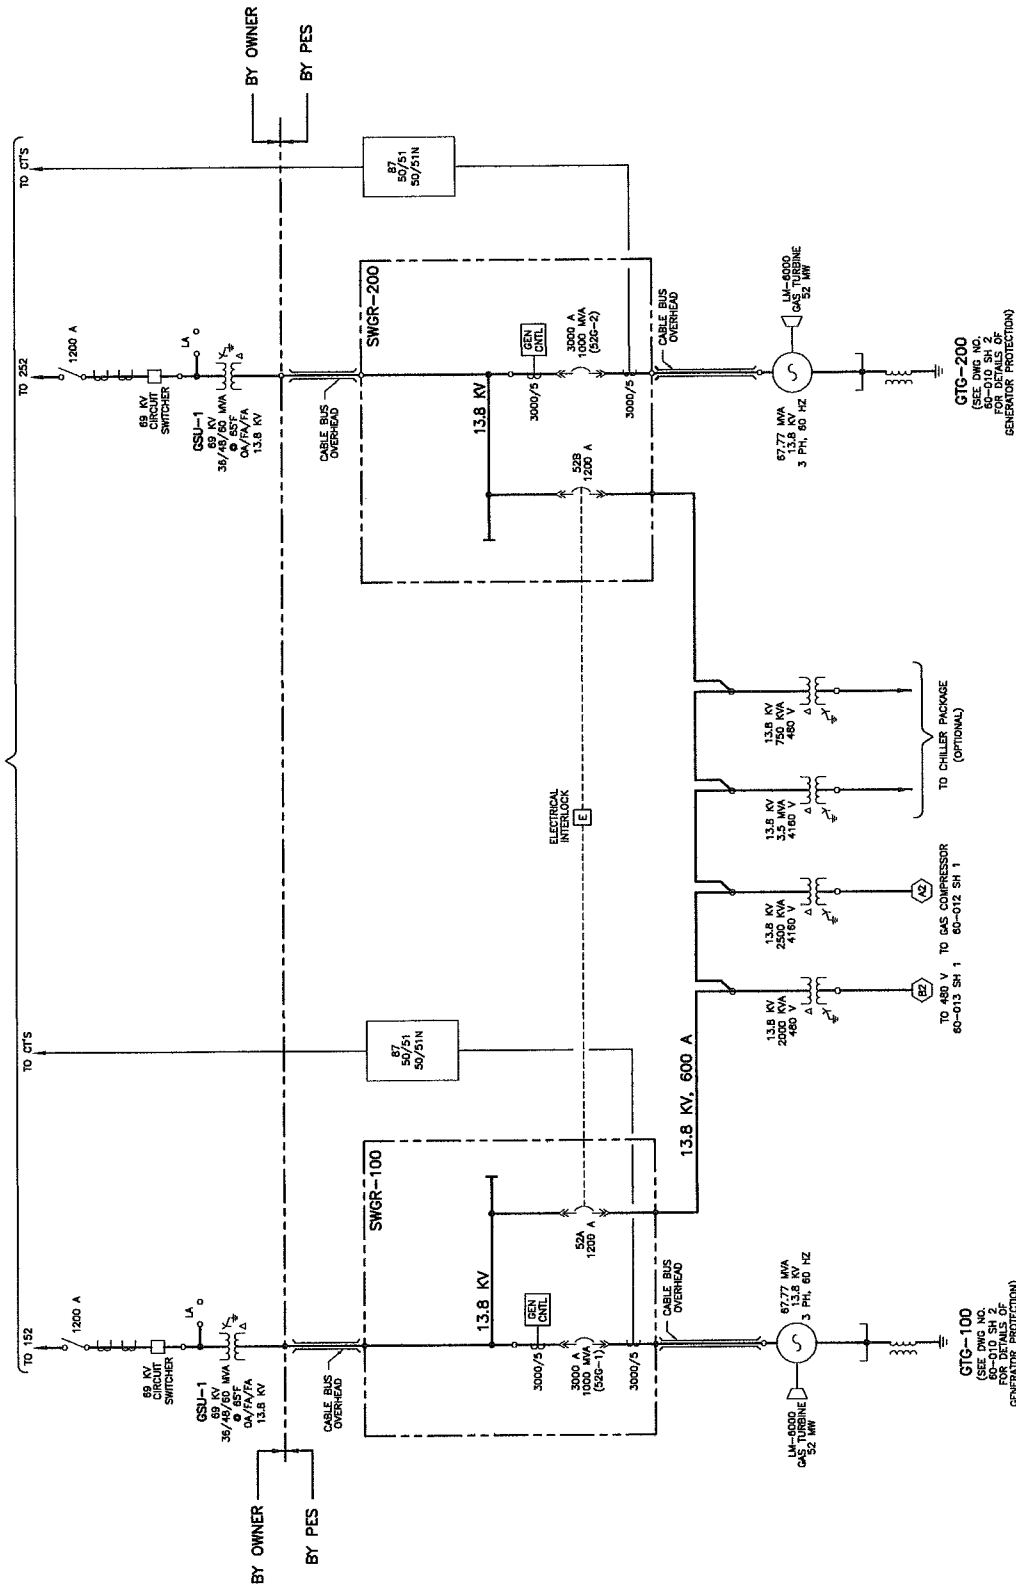 TO 152
1200 A
69 KV
CIRCUIT
SWITCHER
LA
GSU-1
69 KV
36/48/60 MVA
@ 65°F
OA/FA/FA
13.8 KV
BY OWNER
BY PES
CABLE BUS
OVERHEAD
TO CT'S
87
50/51
50/51N
SWGR-100
13.8 KV
GEN
CNTL
3000/5
3000 A
1000 MVA
(52G-1)
3000/5
52A
1200 A
CABLE BUS
OVERHEAD
67.77 MVA
13.8 KV
3 PH, 60 HZ
LM-6000
GAS TURBINE
52 MW
GTG-100
(SEE DWG NO.
60-010 SH 2
FOR DETAILS OF
GENERATOR PROTECTION)
ELECTRICAL
INTERLOCK
E
13.8 KV, 600 A
13.8 KV
2000 KVA
480 V
B2
TO 480 V
60-013 SH 1
13.8 KV
2500 KVA
4160 V
A2
TO GAS COMPRESSOR
60-012 SH 1
13.8 KV
3.5 MVA
4160 V
13.8 KV
750 KVA
480 V
TO CHILLER PACKAGE
(OPTIONAL)
TO 252
1200 A
69 KV
CIRCUIT
SWITCHER
LA
GSU-1
69 KV
36/48/60 MVA
@ 65°F
OA/FA/FA
13.8 KV
CABLE BUS
OVERHEAD
TO CT'S
BY OWNER
BY PES
87
50/51
50/51N
SWGR-200
13.8 KV
GEN
CNTL
3000/5
3000 A
1000 MVA
(52G-2)
3000/5
52B
1200 A
CABLE BUS
OVERHEAD
67.77 MVA
13.8 KV
3 PH, 60 HZ
LM-6000
GAS TURBINE
52 MW
GTG-200
(SEE DWG NO.
60-010 SH 2
FOR DETAILS OF
GENERATOR PROTECTION)